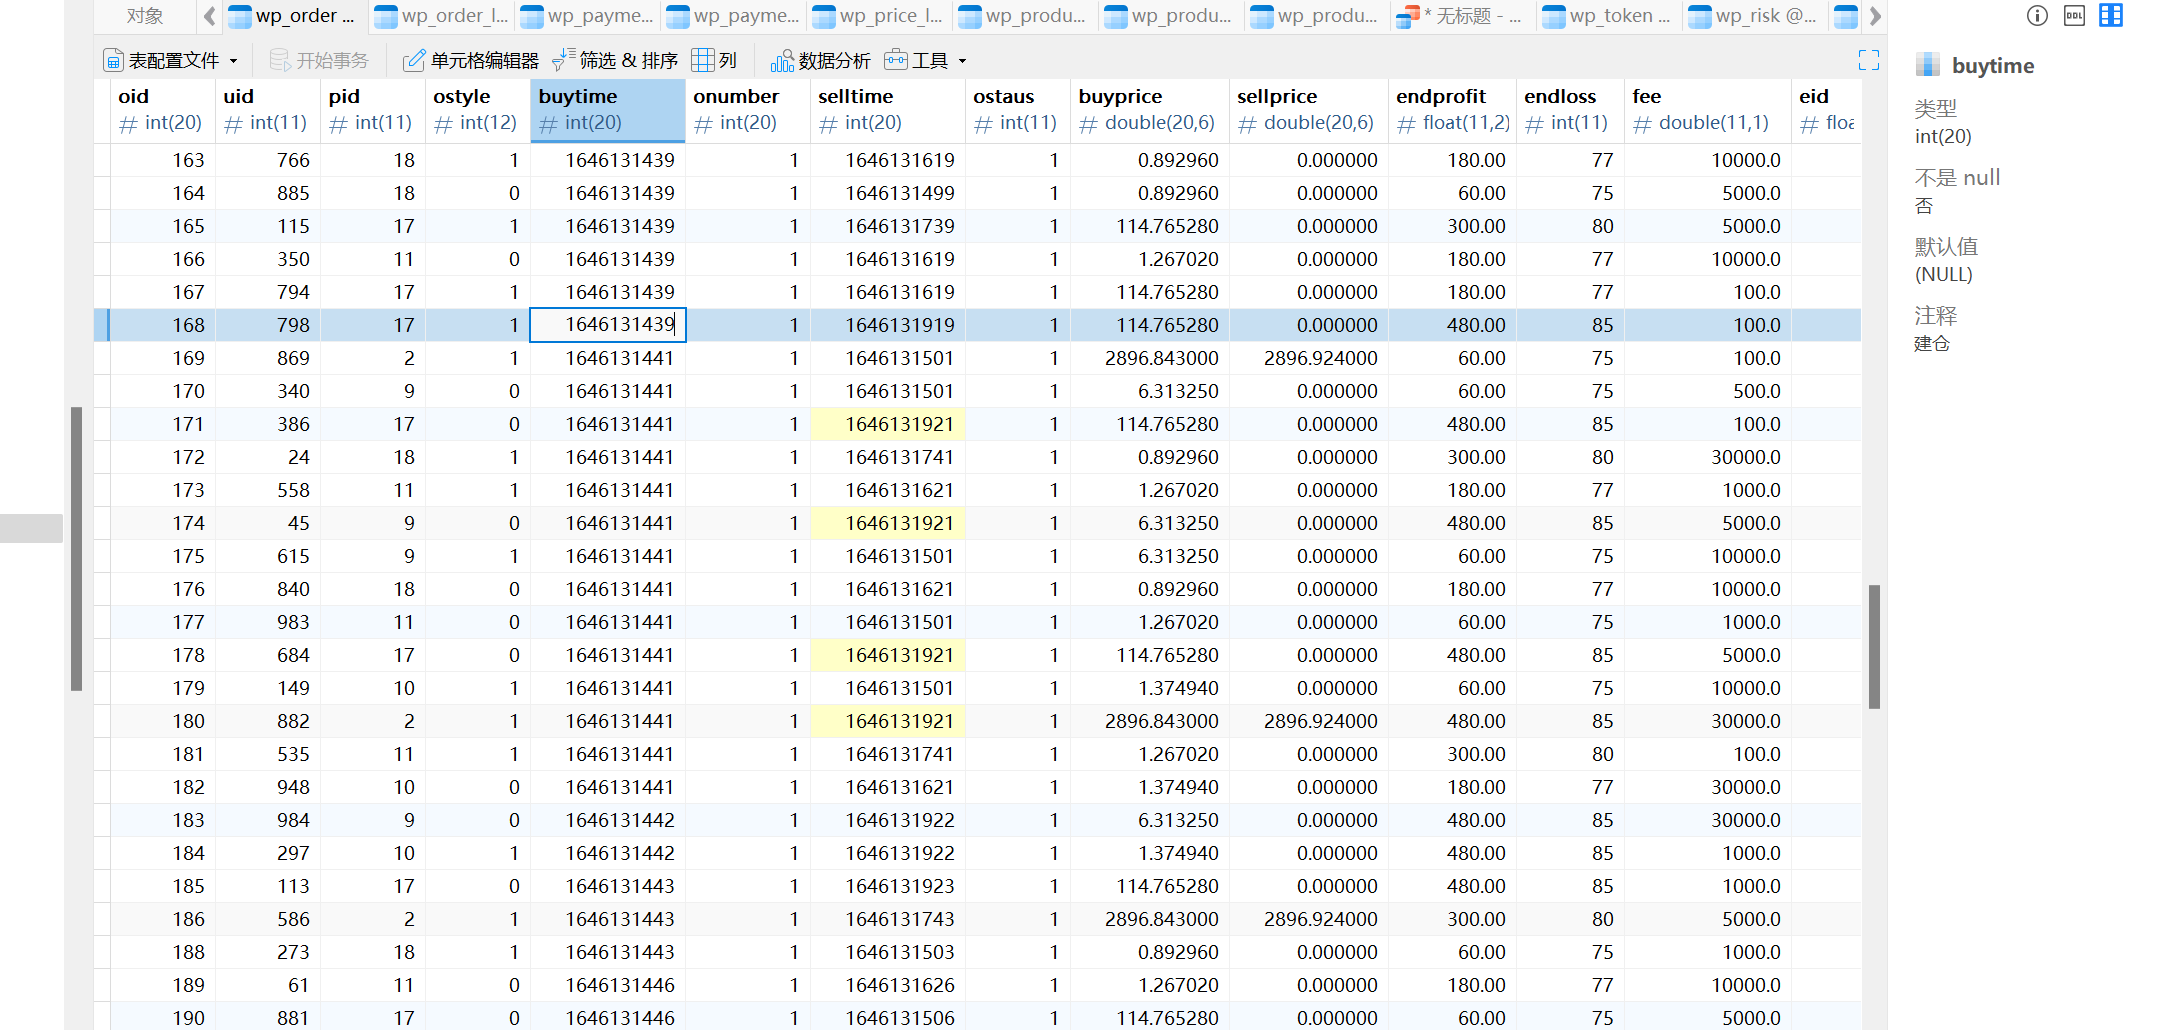 对象 wp_order ... wp_order_l... wp_payme... wp_payme... wp_price_l... wp_produ... wp_produ... wp_produ... * 无标题 - ... wp_token ... wp_risk @...
表配置文件 开始事务 单元格编辑器 筛选 & 排序 列 数据分析 工具
oid uid pid ostyle buytime onumber selltime ostaus buyprice sellprice endprofit endloss fee eid
# int(20) # int(11) # int(11) # int(12) # int(20) # int(20) # int(20) # int(11) # double(20,6) # double(20,6) # float(11,2) # int(11) # double(11,1) # floa
163 766 18 1 1646131439 1 1646131619 1 0.892960 0.000000 180.00 77 10000.0
164 885 18 0 1646131439 1 1646131499 1 0.892960 0.000000 60.00 75 5000.0
165 115 17 1 1646131439 1 1646131739 1 114.765280 0.000000 300.00 80 5000.0
166 350 11 0 1646131439 1 1646131619 1 1.267020 0.000000 180.00 77 10000.0
167 794 17 1 1646131439 1 1646131619 1 114.765280 0.000000 180.00 77 100.0
168 798 17 1 1646131439 1 1646131919 1 114.765280 0.000000 480.00 85 100.0
169 869 2 1 1646131441 1 1646131501 1 2896.843000 2896.924000 60.00 75 100.0
170 340 9 0 1646131441 1 1646131501 1 6.313250 0.000000 60.00 75 500.0
171 386 17 0 1646131441 1 1646131921 1 114.765280 0.000000 480.00 85 100.0
172 24 18 1 1646131441 1 1646131741 1 0.892960 0.000000 300.00 80 30000.0
173 558 11 1 1646131441 1 1646131621 1 1.267020 0.000000 180.00 77 1000.0
174 45 9 0 1646131441 1 1646131921 1 6.313250 0.000000 480.00 85 5000.0
175 615 9 1 1646131441 1 1646131501 1 6.313250 0.000000 60.00 75 10000.0
176 840 18 0 1646131441 1 1646131621 1 0.892960 0.000000 180.00 77 10000.0
177 983 11 0 1646131441 1 1646131501 1 1.267020 0.000000 60.00 75 1000.0
178 684 17 0 1646131441 1 1646131921 1 114.765280 0.000000 480.00 85 5000.0
179 149 10 1 1646131441 1 1646131501 1 1.374940 0.000000 60.00 75 10000.0
180 882 2 1 1646131441 1 1646131921 1 2896.843000 2896.924000 480.00 85 30000.0
181 535 11 1 1646131441 1 1646131741 1 1.267020 0.000000 300.00 80 100.0
182 948 10 0 1646131441 1 1646131621 1 1.374940 0.000000 180.00 77 30000.0
183 984 9 0 1646131442 1 1646131922 1 6.313250 0.000000 480.00 85 30000.0
184 297 10 1 1646131442 1 1646131922 1 1.374940 0.000000 480.00 85 1000.0
185 113 17 0 1646131443 1 1646131923 1 114.765280 0.000000 480.00 85 1000.0
186 586 2 1 1646131443 1 1646131743 1 2896.843000 2896.924000 300.00 80 5000.0
188 273 18 1 1646131443 1 1646131503 1 0.892960 0.000000 60.00 75 1000.0
189 61 11 0 1646131446 1 1646131626 1 1.267020 0.000000 180.00 77 10000.0
190 881 17 0 1646131446 1 1646131506 1 114.765280 0.000000 60.00 75 5000.0
DDL
buytime
类型
int(20)
不是 null
否
默认值
(NULL)
注释
建仓